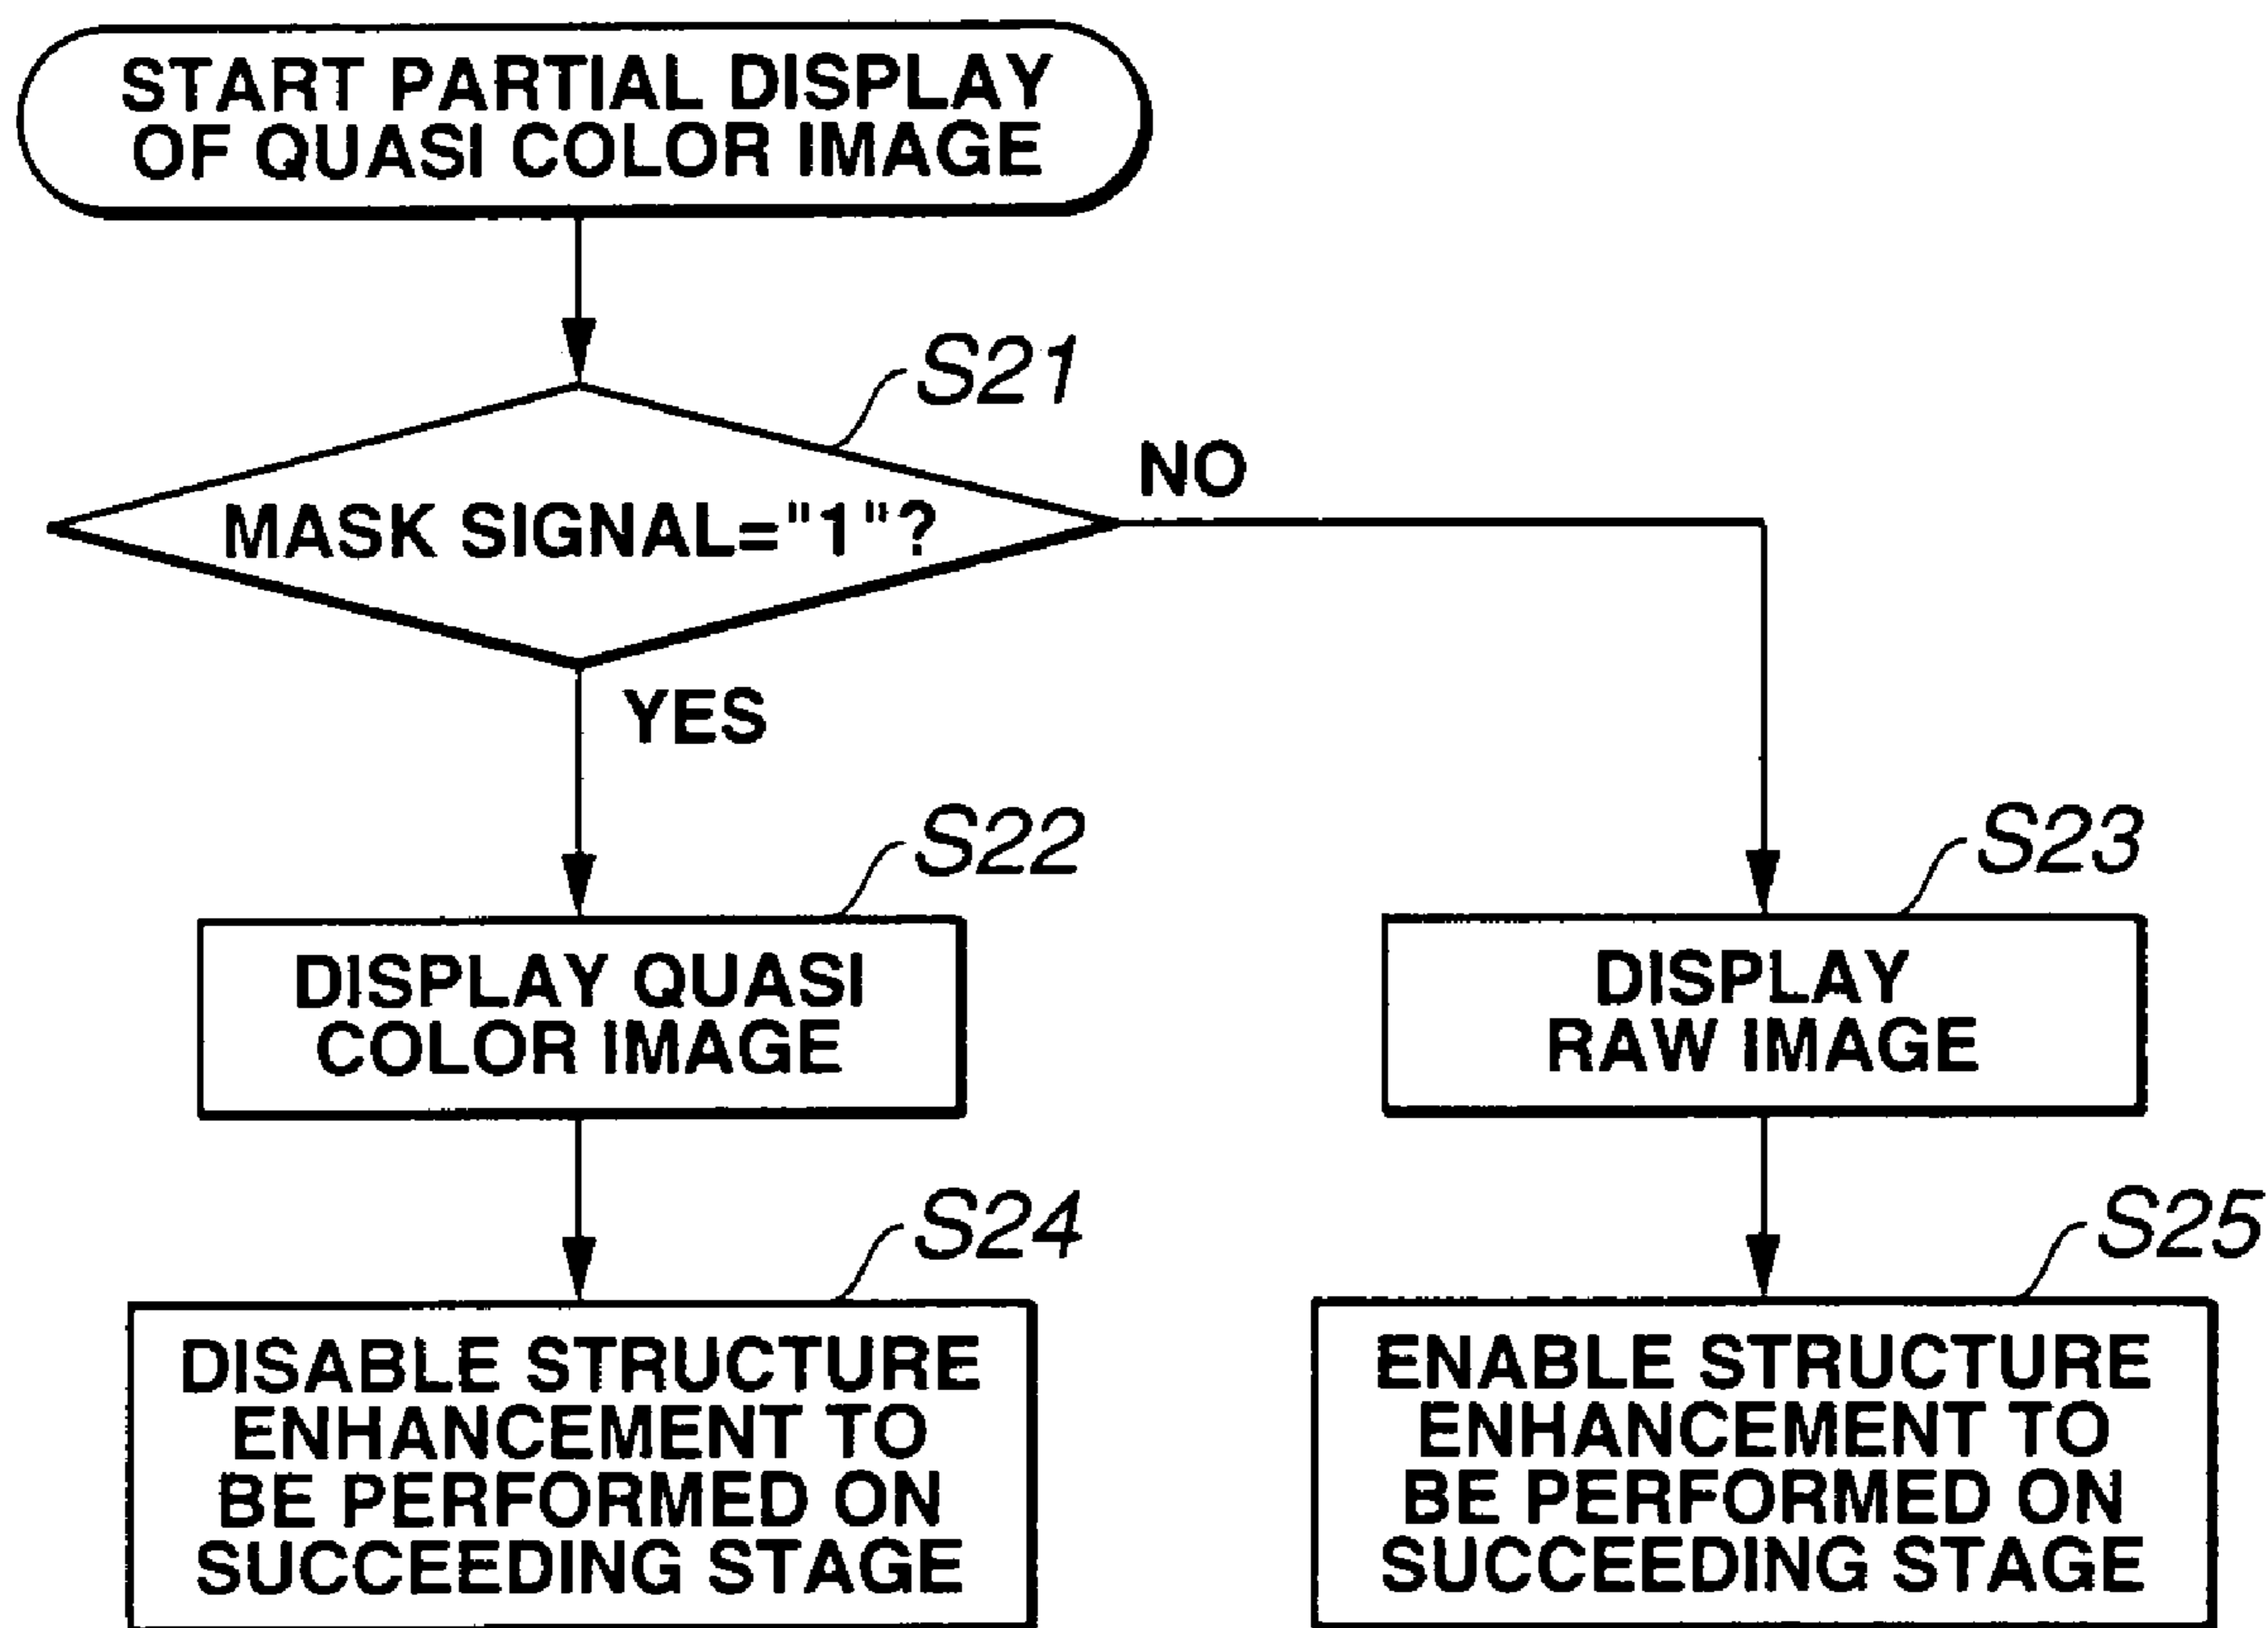 START PARTIAL DISPLAY
OF QUASI COLOR IMAGE
S21
MASK SIGNAL="1"?
NO
YES
S22
DISPLAY QUASI
COLOR IMAGE
S23
DISPLAY
RAW IMAGE
S24
DISABLE STRUCTURE
ENHANCEMENT TO
BE PERFORMED ON
SUCCEEDING STAGE
S25
ENABLE STRUCTURE
ENHANCEMENT TO
BE PERFORMED ON
SUCCEEDING STAGE